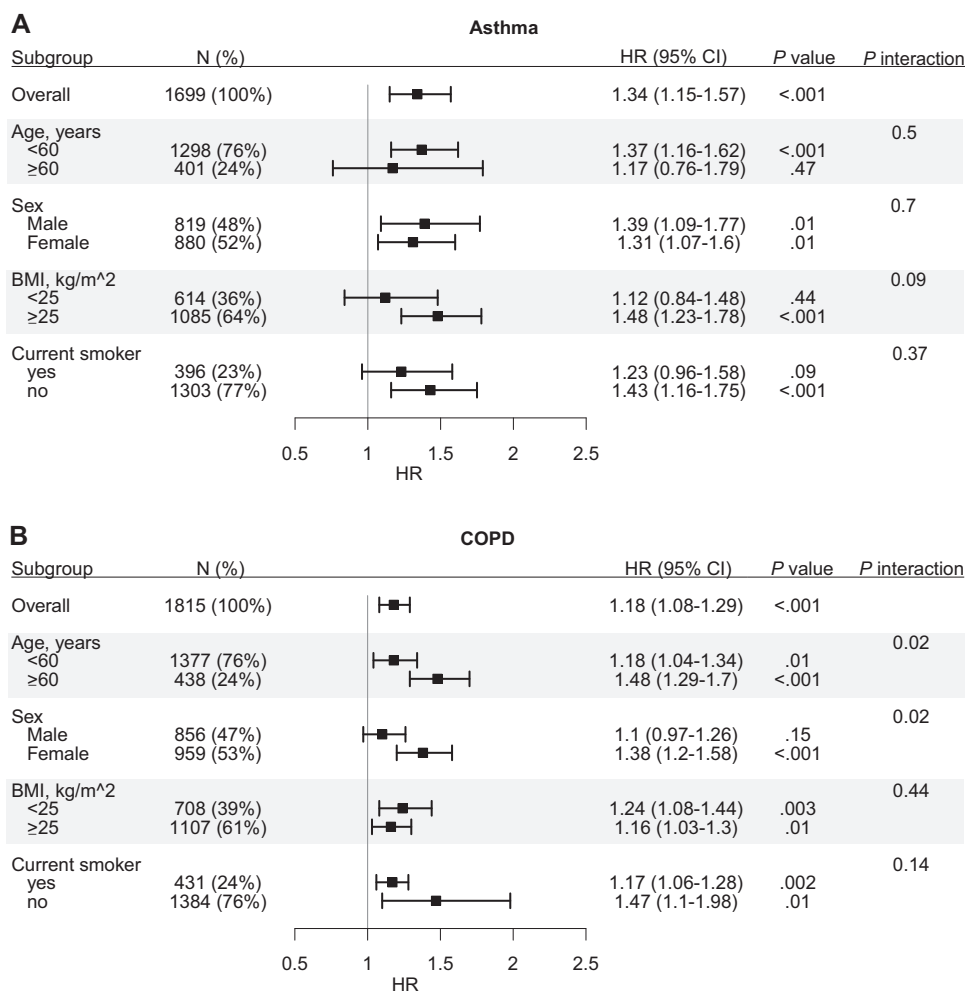 A
Asthma
Subgroup N (%) HR (95% CI) P value P interaction
Overall 1699 (100%) 1.34 (1.15-1.57) <.001
Age, years 0.5
<60 1298 (76%) 1.37 (1.16-1.62) <.001
≥60 401 (24%) 1.17 (0.76-1.79) .47
Sex 0.7
Male 819 (48%) 1.39 (1.09-1.77) .01
Female 880 (52%) 1.31 (1.07-1.6) .01
BMI, kg/m^2 0.09
<25 614 (36%) 1.12 (0.84-1.48) .44
≥25 1085 (64%) 1.48 (1.23-1.78) <.001
Current smoker 0.37
yes 396 (23%) 1.23 (0.96-1.58) .09
no 1303 (77%) 1.43 (1.16-1.75) <.001
0.5 1 1.5 2 2.5
HR
B
COPD
Subgroup N (%) HR (95% CI) P value P interaction
Overall 1815 (100%) 1.18 (1.08-1.29) <.001
Age, years 0.02
<60 1377 (76%) 1.18 (1.04-1.34) .01
≥60 438 (24%) 1.48 (1.29-1.7) <.001
Sex 0.02
Male 856 (47%) 1.1 (0.97-1.26) .15
Female 959 (53%) 1.38 (1.2-1.58) <.001
BMI, kg/m^2 0.44
<25 708 (39%) 1.24 (1.08-1.44) .003
≥25 1107 (61%) 1.16 (1.03-1.3) .01
Current smoker 0.14
yes 431 (24%) 1.17 (1.06-1.28) .002
no 1384 (76%) 1.47 (1.1-1.98) .01
0.5 1 1.5 2 2.5
HR